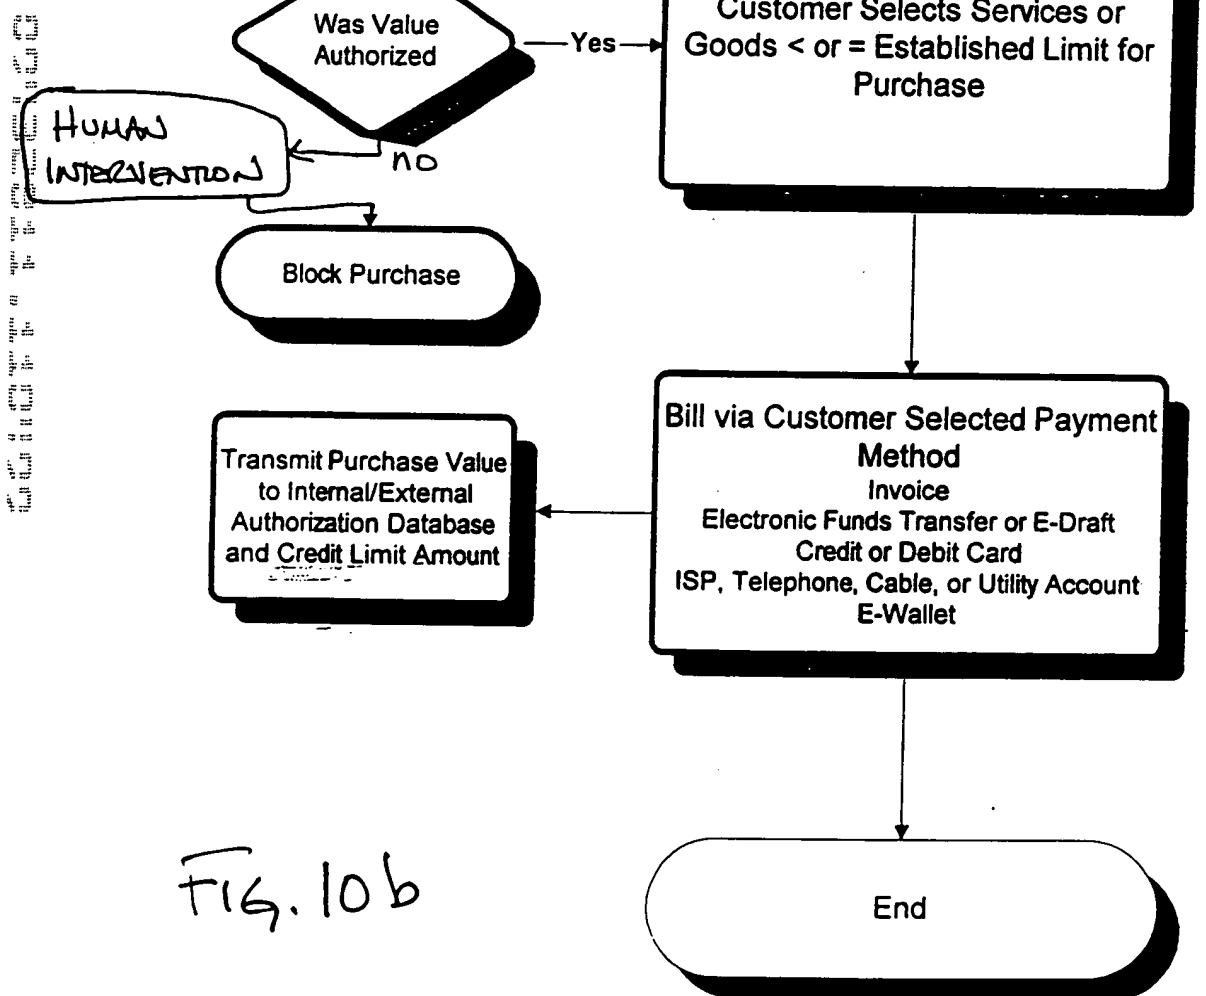 Was Value
Authorized
Yes
Customer Selects Services or
Goods < or = Established Limit for
Purchase
HUMAN
INTERVENTION
no
Block Purchase
Transmit Purchase Value
to Internal/External
Authorization Database
and Credit Limit Amount
Bill via Customer Selected Payment
Method
Invoice
Electronic Funds Transfer or E-Draft
Credit or Debit Card
ISP, Telephone, Cable, or Utility Account
E-Wallet
FIG. 10b
End